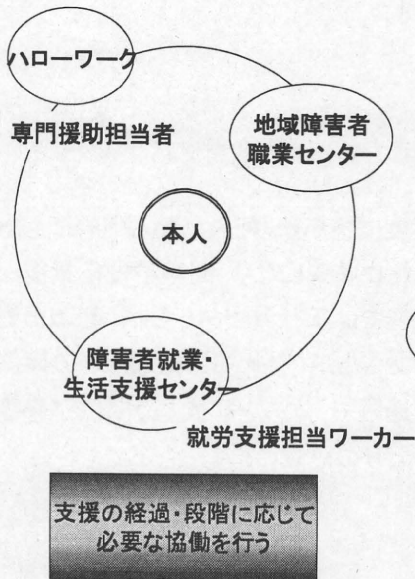 ハローワーク
専門援助担当者
地域障害者
職業センター
本人
障害者就業・
生活支援センター
就労支援担当ワーカー
支援の経過・段階に応じて
必要な協働を行う